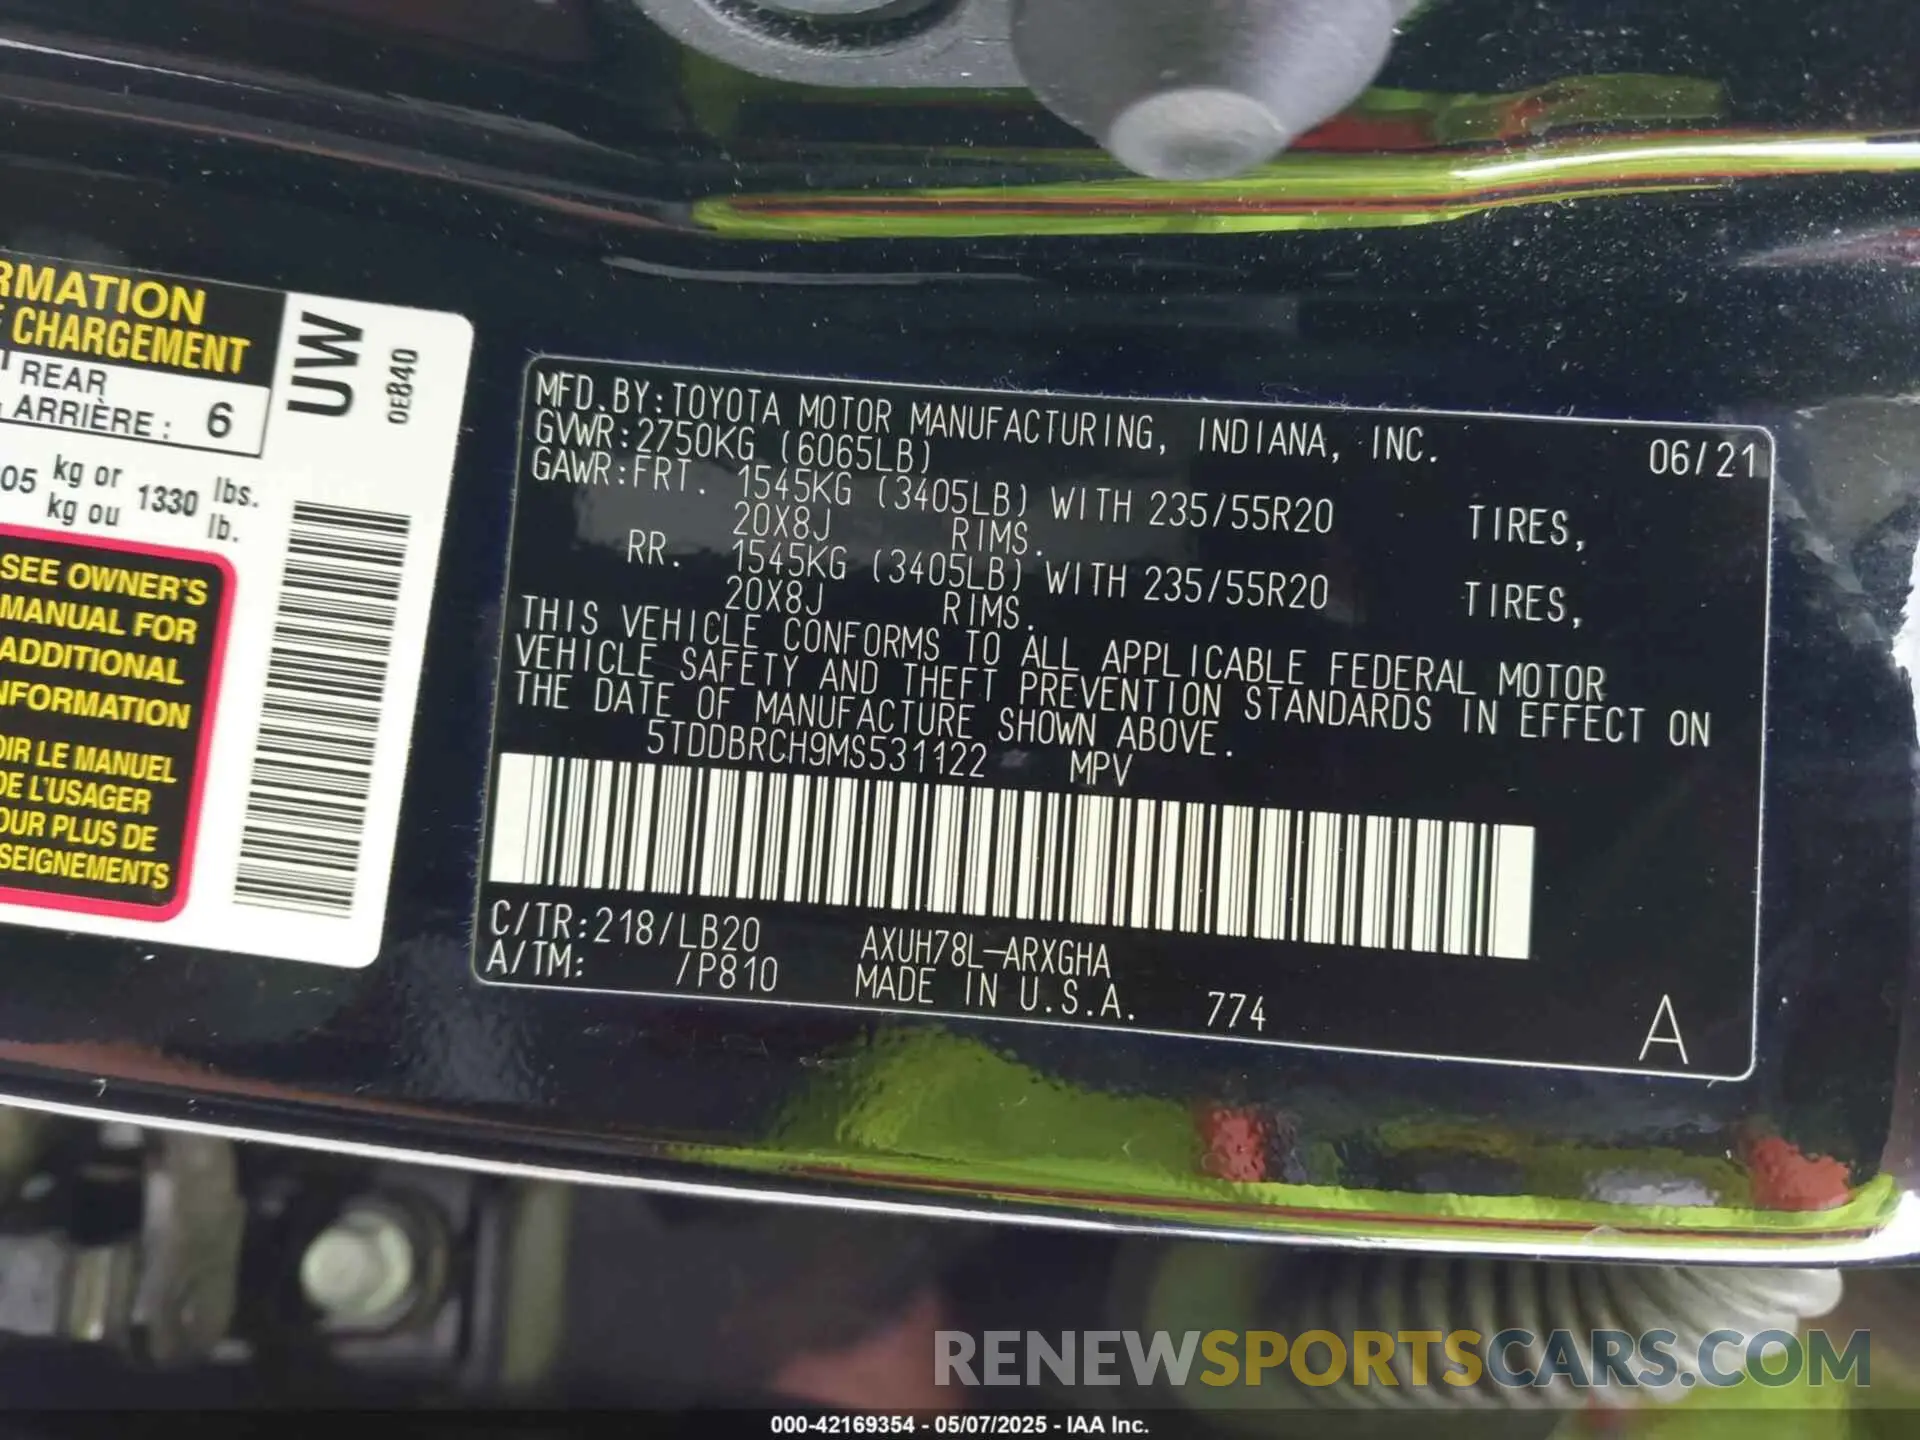 RMATION
E CHARGEMENT
REAR
ARRIÈRE : 6
05 kg or 1330 lbs.
kg ou lb.
SEE OWNER'S
MANUAL FOR
ADDITIONAL
NFORMATION
OIR LE MANUEL
DE L'USAGER
OUR PLUS DE
SEIGNEMENTS
UW
0E840
MFD.BY:TOYOTA MOTOR MANUFACTURING, INDIANA, INC. 06/21
GVWR:2750KG (6065LB)
GAWR:FRT. 1545KG (3405LB) WITH 235/55R20 TIRES,
20X8J RIMS.
RR. 1545KG (3405LB) WITH 235/55R20 TIRES,
20X8J RIMS.
THIS VEHICLE CONFORMS TO ALL APPLICABLE FEDERAL MOTOR
VEHICLE SAFETY AND THEFT PREVENTION STANDARDS IN EFFECT ON
THE DATE OF MANUFACTURE SHOWN ABOVE.
5TDDBRCH9MS531122 MPV
C/TR:218/LB20 AXUH78L-ARXGHA
A/TM: /P810 MADE IN U.S.A. 774
A
RENEWSPORTSCARS.COM
000-42169354 - 05/07/2025 - IAA Inc.